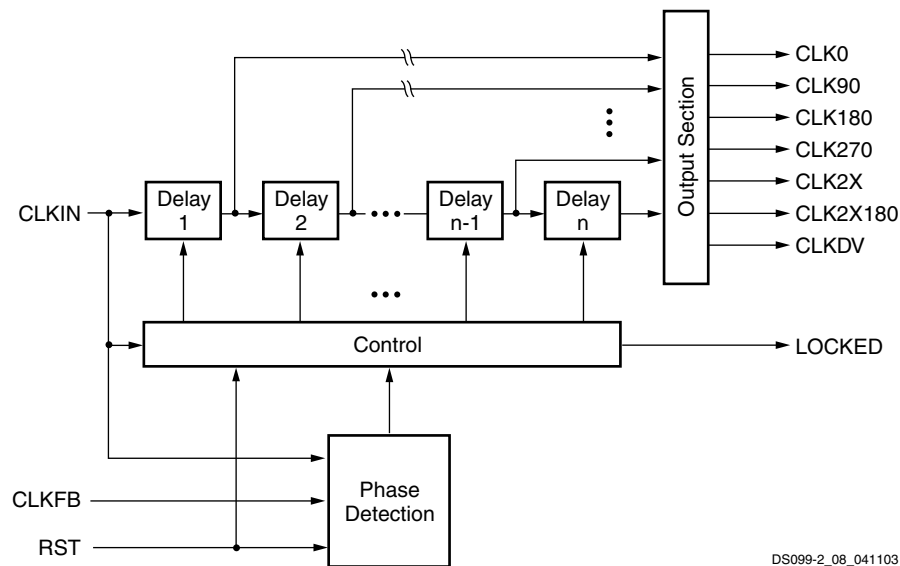 CLK0
CLK90
CLK180
CLK270
CLK2X
CLK2X180
CLKDV
Output Section
CLKIN
Delay
1
Delay
2
Delay
n-1
Delay
n
Control
LOCKED
CLKFB
RST
Phase
Detection
DS099-2_08_041103